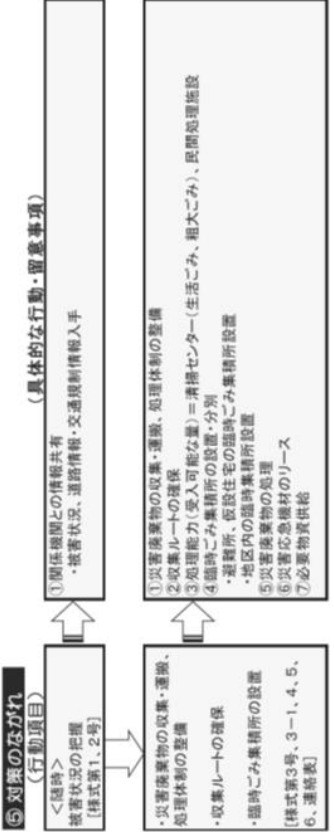 ⑤ 対策のながれ
(行動項目)
(具体的な行動・留意事項)
<随時>
被害状況の把握
[様式第1、2号]
①関係機関との情報共有
・被害状況、道路情報・交通規制情報入手
・災害廃棄物の収集・運搬、
処理体制の整備
・収集ルートの確保
・臨時ごみ集積所の設置
[様式第3号、3－1、4、5、
6、連絡表]
①災害廃棄物の収集・運搬、処理体制の整備
②収集ルートの確保
③処理能力(受入可能な量)＝清掃センター(生活ごみ、粗大ごみ)、民間処理施設
④臨時ごみ集積所の設置・分別
・避難所、仮設住宅の臨時ごみ集積所設置
・地区内の臨時集積所設置
⑤災害廃棄物の処理
⑥災害応急機材のリース
⑦必要物資供給